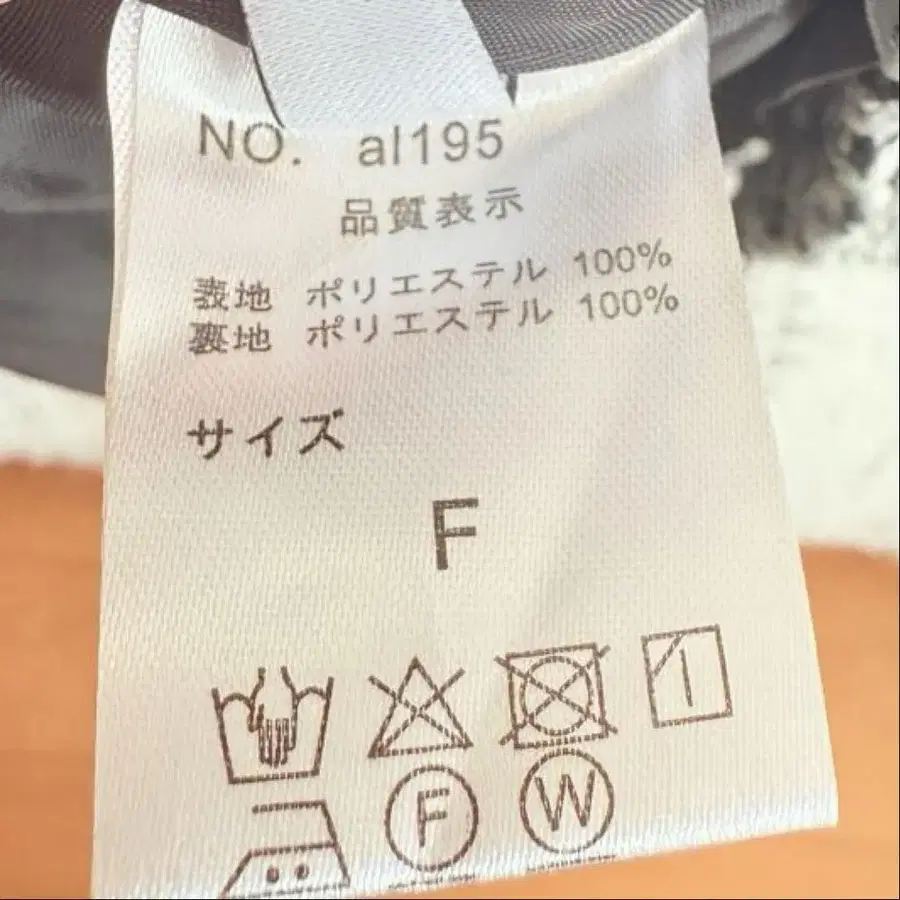 NO. al195
品質表示
表地 ポリエステル 100%
裏地 ポリエステル 100%
サイズ
F
F W